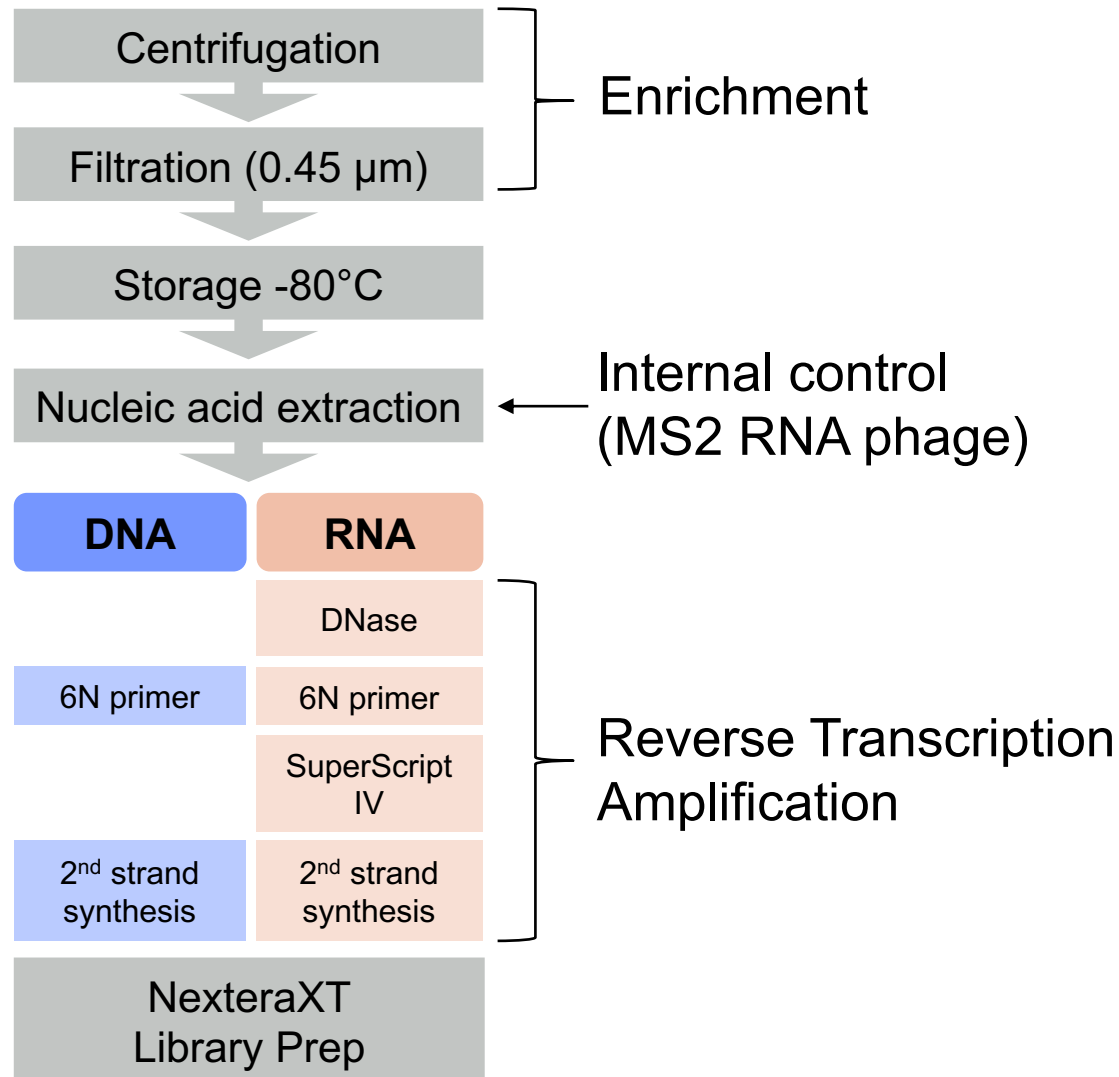 Centrifugation
Enrichment
Filtration (0.45 µm)
Storage -80°C
Nucleic acid extraction
Internal control
(MS2 RNA phage)
DNA
RNA
DNase
6N primer
6N primer
SuperScript
IV
Reverse Transcription
Amplification
2nd strand
synthesis
2nd strand
synthesis
NexteraXT
Library Prep